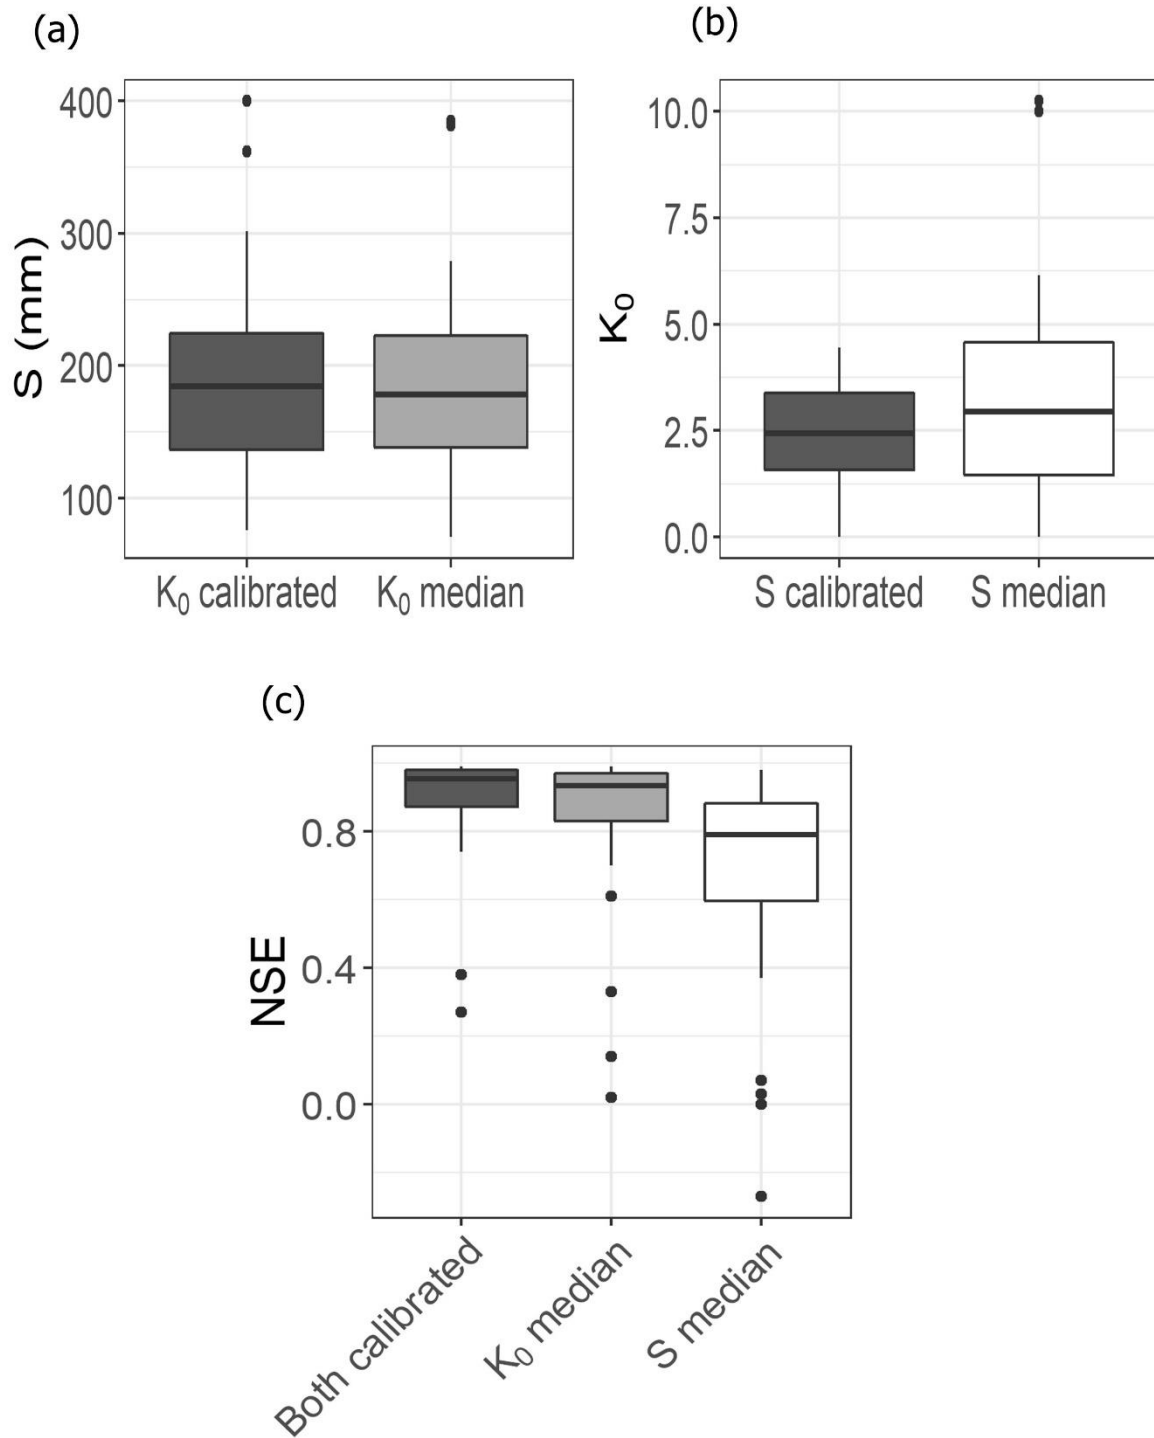 (a)
S (mm)
400
300
200
100
K₀ calibrated
K₀ median
(b)
K₀
10.0
7.5
5.0
2.5
0.0
S calibrated
S median
(c)
NSE
0.8
0.4
0.0
Both calibrated
K₀ median
S median